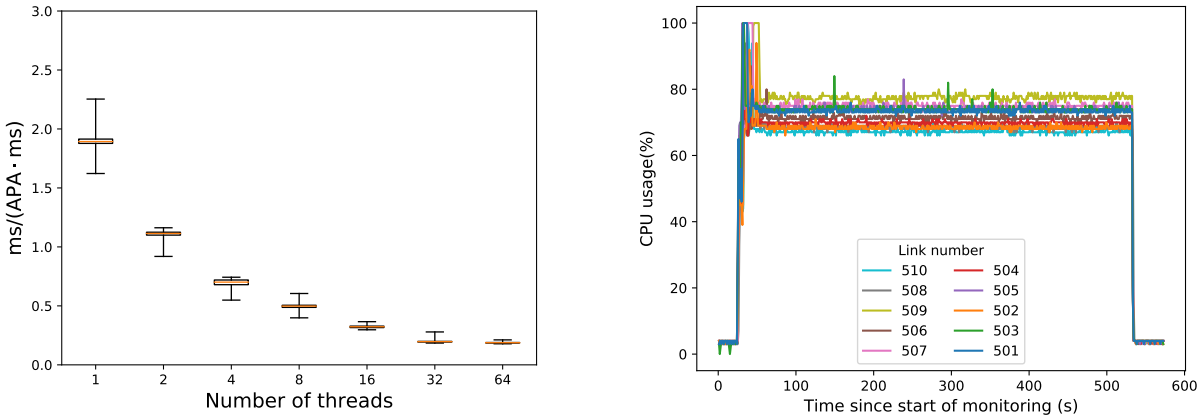 3.0
2.5
2.0
1.5
1.0
0.5
0.0
ms/(APA · ms)
1 2 4 8 16 32 64
Number of threads
100
80
60
40
20
0
CPU usage(%)
Link number
510 504
508 505
509 502
506 503
507 501
0 100 200 300 400 500 600
Time since start of monitoring (s)